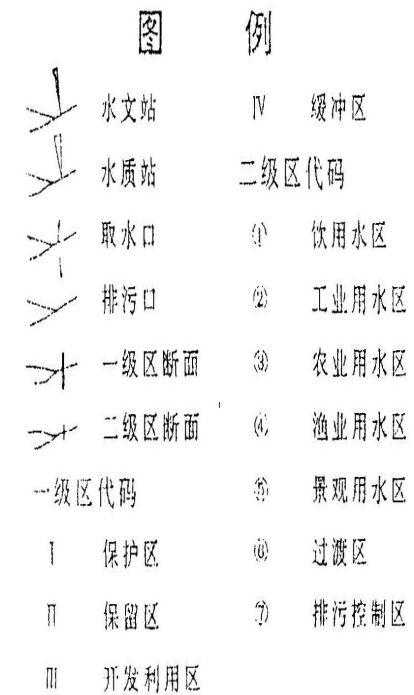 图 例
水文站
水质站
取水口
排污口
一级区断面
二级区断面
一级区代码
Ⅰ 保护区
Ⅱ 保留区
Ⅲ 开发利用区
Ⅳ 缓冲区
二级区代码
① 饮用水区
② 工业用水区
③ 农业用水区
④ 渔业用水区
⑤ 景观用水区
⑥ 过渡区
⑦ 排污控制区